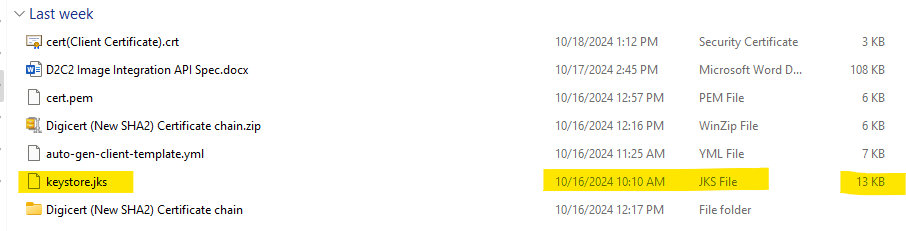 Last week
cert(Client Certificate).crt 10/18/2024 1:12 PM Security Certificate 3 KB
D2C2 Image Integration API Spec.docx 10/17/2024 2:45 PM Microsoft Word D... 108 KB
cert.pem 10/16/2024 12:57 PM PEM File 6 KB
Digicert (New SHA2) Certificate chain.zip 10/16/2024 12:16 PM WinZip File 6 KB
auto-gen-client-template.yml 10/16/2024 11:25 AM YML File 7 KB
keystore.jks 10/16/2024 10:10 AM JKS File 13 KB
Digicert (New SHA2) Certificate chain 10/16/2024 12:17 PM File folder